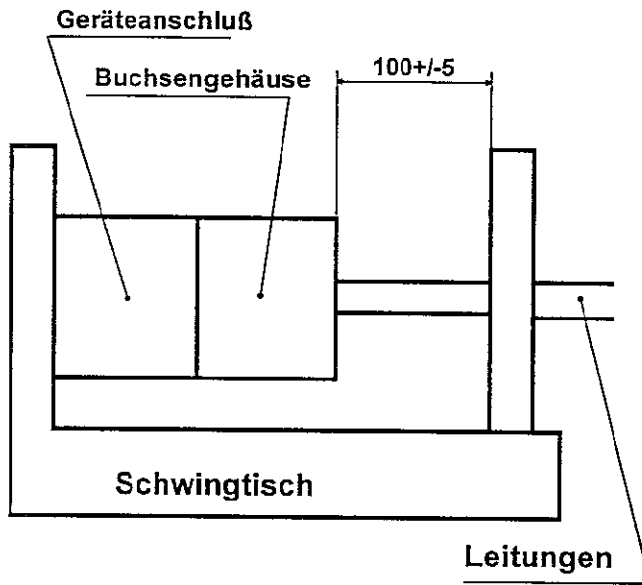 Geräteanschluß
Buchsengehäuse
100+/-5
Schwingtisch
Leitungen